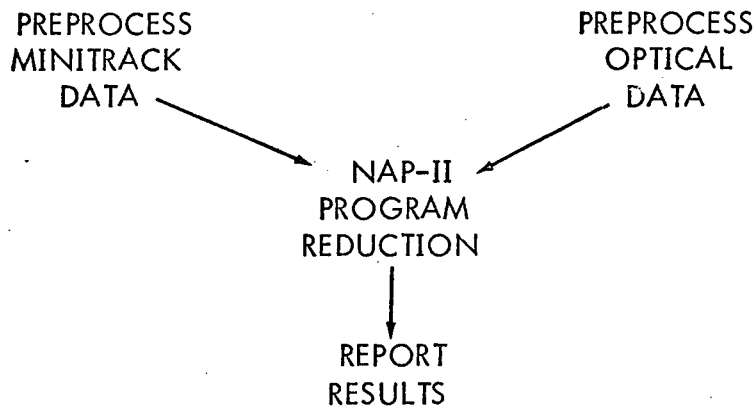 PREPROCESS
MINITRACK
DATA
PREPROCESS
OPTICAL
DATA
NAP-II
PROGRAM
REDUCTION
REPORT
RESULTS